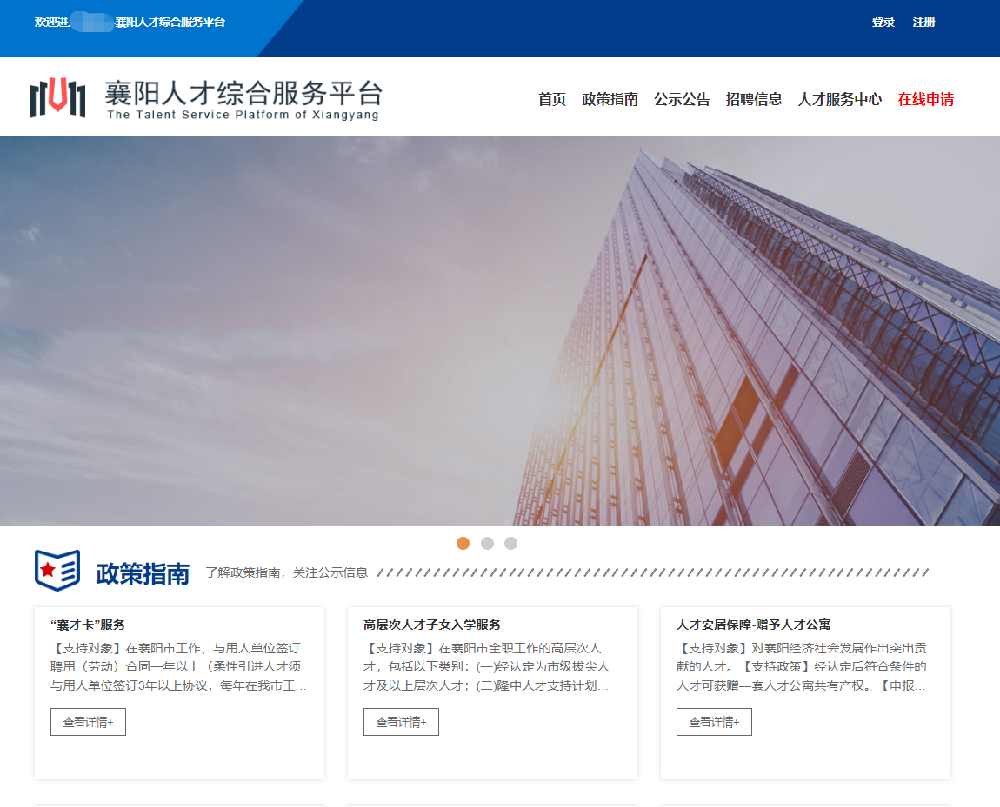 欢迎进 襄阳人才综合服务平台
登录 注册
襄阳人才综合服务平台
The Talent Service Platform of Xiangyang
首页 政策指南 公示公告 招聘信息 人才服务中心 在线申请
政策指南 了解政策指南，关注公示信息
“襄才卡”服务
【支持对象】在襄阳市工作、与用人单位签订
聘用（劳动）合同一年以上（柔性引进人才须
与用人单位签订3年以上协议，每年在我市工…
查看详情+
高层次人才子女入学服务
【支持对象】在襄阳市全职工作的高层次人
才，包括以下类别：(一)经认定为市级拔尖人
才及以上层次人才；(二)隆中人才支持计划…
查看详情+
人才安居保障-赠予人才公寓
【支持对象】对襄阳经济社会发展作出突出贡
献的人才。【支持政策】经认定后符合条件的
人才可获赠—套人才公寓共有产权。【申报…
查看详情+